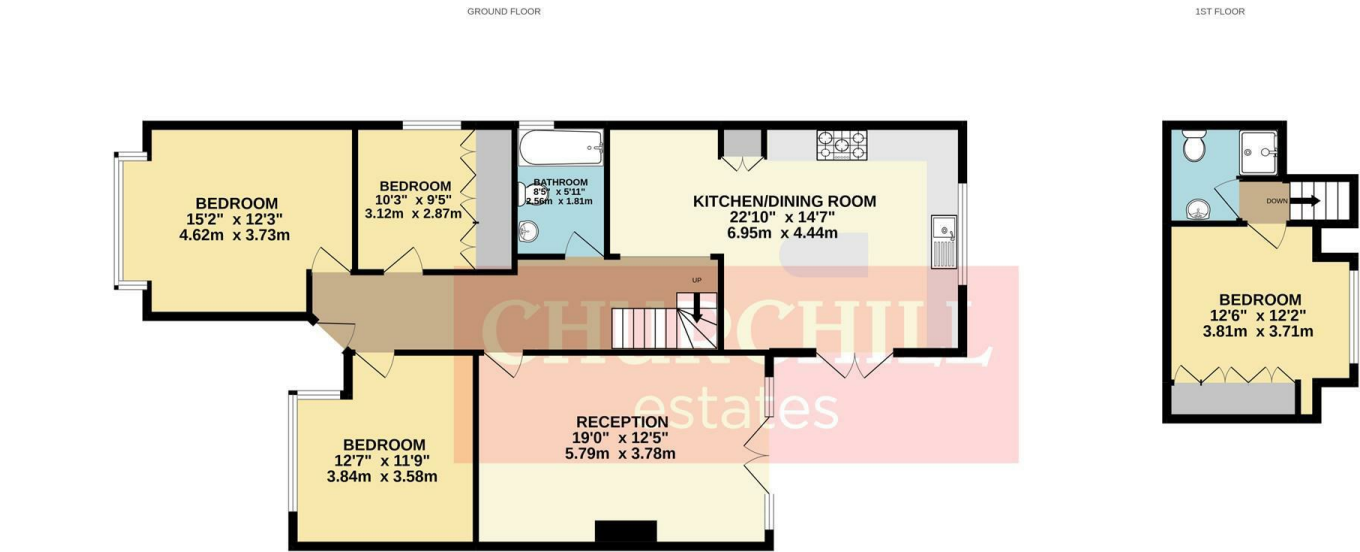 GROUND FLOOR
1ST FLOOR
BEDROOM
15'2" x 12'3"
4.62m x 3.73m
BEDROOM
10'3" x 9'5"
3.12m x 2.87m
BATHROOM
8'5" x 5'11"
2.56m x 1.81m
KITCHEN/DINING ROOM
22'10" x 14'7"
6.95m x 4.44m
UP
BEDROOM
12'7" x 11'9"
3.84m x 3.58m
RECEPTION
19'0" x 12'5"
5.79m x 3.78m
CHURCHILL
estates
DOWN
BEDROOM
12'6" x 12'2"
3.81m x 3.71m